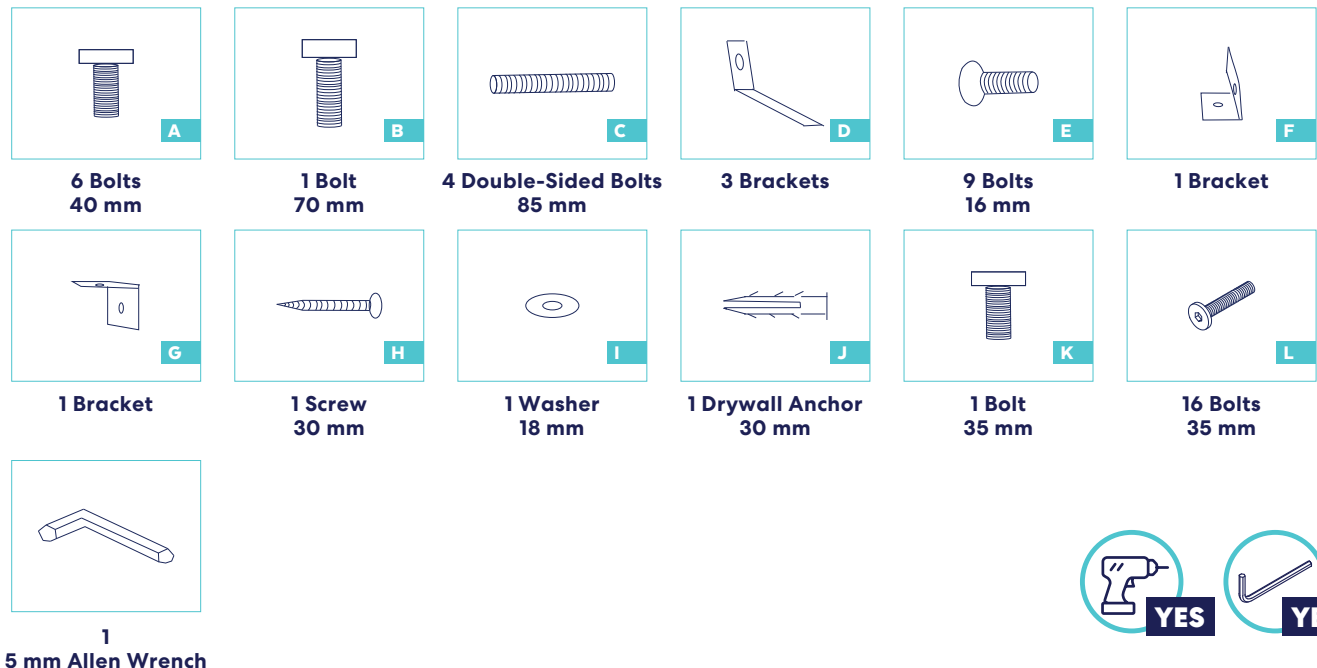 A
B
C
D
E
F
6 Bolts
40 mm
1 Bolt
70 mm
4 Double-Sided Bolts
85 mm
3 Brackets
9 Bolts
16 mm
1 Bracket
G
H
I
J
K
L
1 Bracket
1 Screw
30 mm
1 Washer
18 mm
1 Drywall Anchor
30 mm
1 Bolt
35 mm
16 Bolts
35 mm
YES
1
5 mm Allen Wrench